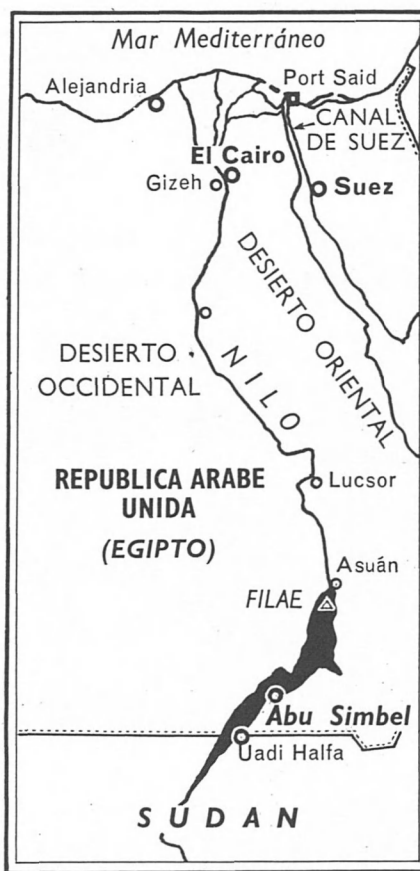 Mar Mediterráneo
Port Said
Alejandria
CANAL
DE SUEZ
El Cairo
Gizeh
Suez
DESIERTO ORIENTAL
DESIERTO
OCCIDENTAL
NILO
REPUBLICA ARABE
UNIDA
(EGIPTO)
Lucsor
Asuán
FILAE
Abu Simbel
Uadi Halfa
SUDAN